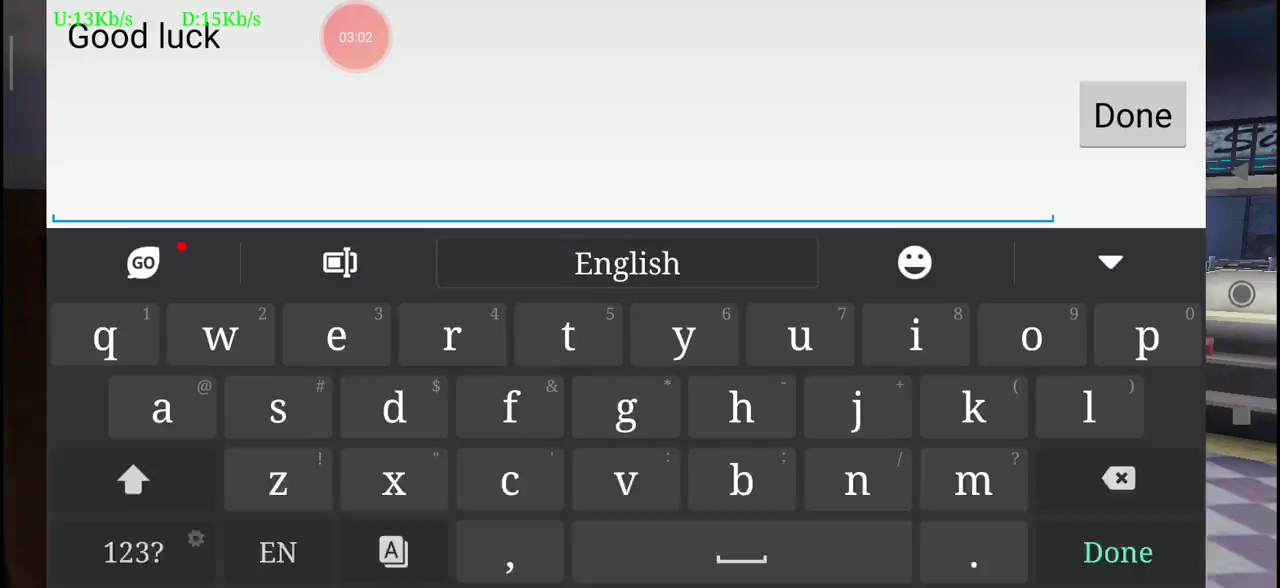 U:13Kb/s D:15Kb/s
Good luck
03:02
Done
GO
English
1 2 3 4 5 6 7 8 9 0
q w e r t y u i o p
@ # $ & * - + ( )
a s d f g h j k l
! " ' : ; / ?
z x c v b n m
123? EN A , . Done